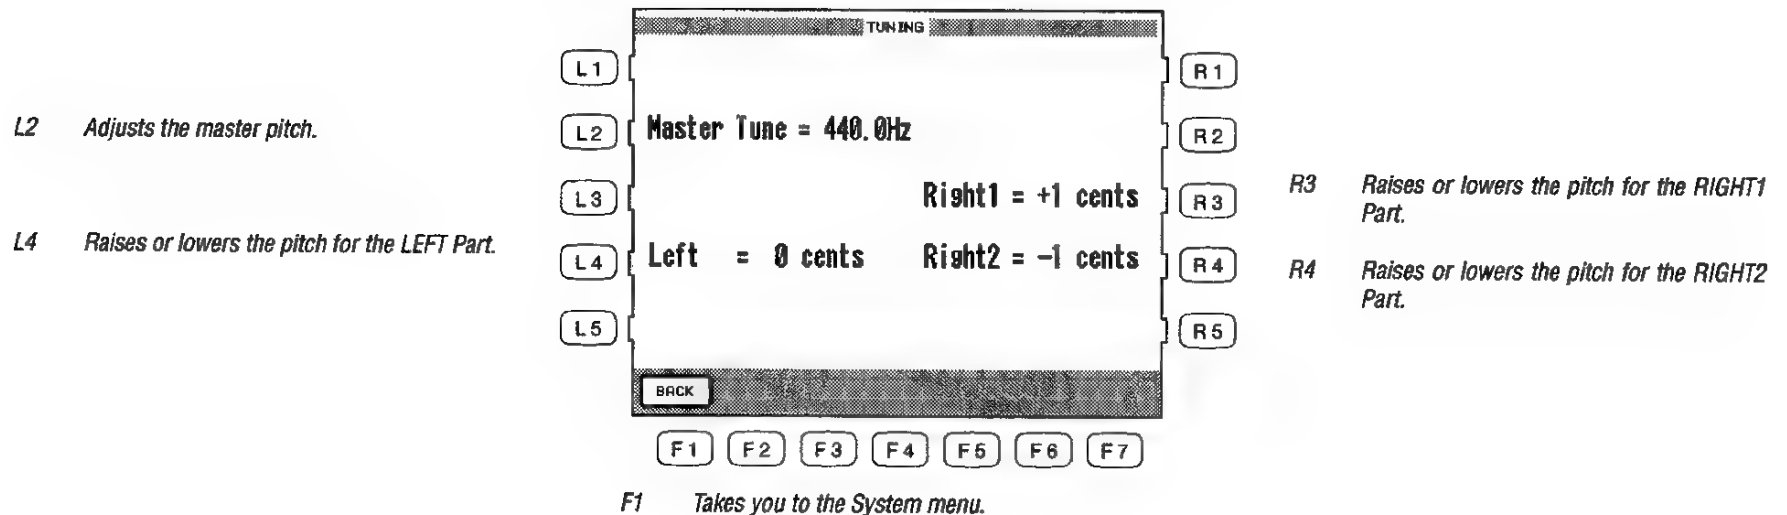 TUNING
L1
R1
L2 Adjusts the master pitch.
L2
Master Tune = 440.0Hz
R2
L3
Right1 = +1 cents
R3
R3 Raises or lowers the pitch for the RIGHT1
Part.
L4 Raises or lowers the pitch for the LEFT Part.
L4
Left = 0 cents
Right2 = -1 cents
R4
R4 Raises or lowers the pitch for the RIGHT2
Part.
L5
R5
BACK
F1 F2 F3 F4 F5 F6 F7
F1 Takes you to the System menu.